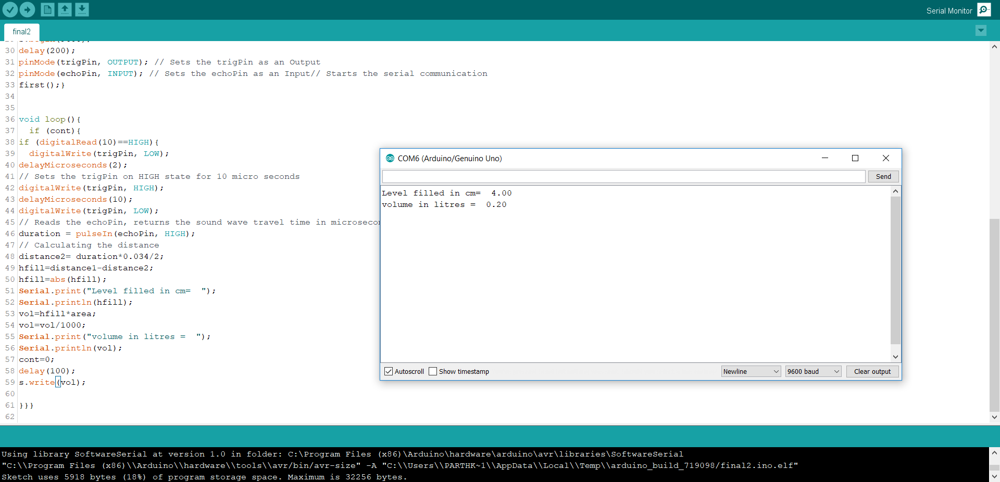 Serial Monitor
final2
30 delay(200);
31 pinMode(trigPin, OUTPUT); // Sets the trigPin as an Output
32 pinMode(echoPin, INPUT); // Sets the echoPin as an Input// Starts the serial communication
33 first();}
34
35
36 void loop(){
37 if (cont){
38 if (digitalRead(10)==HIGH){
39 digitalWrite(trigPin, LOW);
40 delayMicroseconds(2);
41 // Sets the trigPin on HIGH state for 10 micro seconds
42 digitalWrite(trigPin, HIGH);
43 delayMicroseconds(10);
44 digitalWrite(trigPin, LOW);
45 // Reads the echoPin, returns the sound wave travel time in microsecon
46 duration = pulseIn(echoPin, HIGH);
47 // Calculating the distance
48 distance2= duration*0.034/2;
49 hfill=distance1-distance2;
50 hfill=abs(hfill);
51 Serial.print("Level filled in cm=  ");
52 Serial.println(hfill);
53 vol=hfill*area;
54 vol=vol/1000;
55 Serial.print("volume in litres =  ");
56 Serial.println(vol);
57 cont=0;
58 delay(100);
59 s.write(vol);
60
61 }}}
62
COM6 (Arduino/Genuino Uno)
Send
Level filled in cm=  4.00
volume in litres =  0.20
Autoscroll Show timestamp Newline 9600 baud Clear output
Using library SoftwareSerial at version 1.0 in folder: C:\Program Files (x86)\Arduino\hardware\arduino\avr\libraries\SoftwareSerial
"C:\\Program Files (x86)\\Arduino\\hardware\\tools\\avr/bin/avr-size" -A "C:\\Users\\PARTHK~1\\AppData\\Local\\Temp\\arduino_build_719098/final2.ino.elf"
Sketch uses 5918 bytes (18%) of program storage space. Maximum is 32256 bytes.